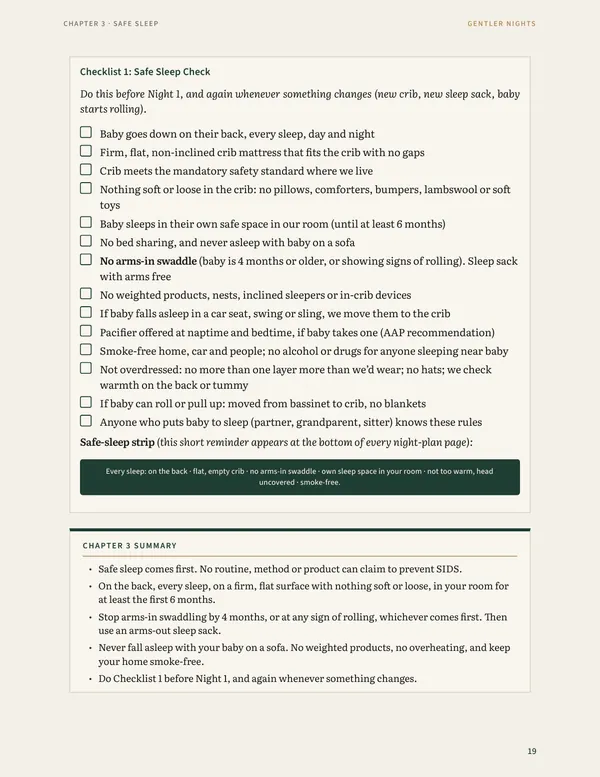 CHAPTER 3 · SAFE SLEEP
GENTLER NIGHTS
Checklist 1: Safe Sleep Check
Do this before Night 1, and again whenever something changes (new crib, new sleep sack, baby
starts rolling).
Baby goes down on their back, every sleep, day and night
Firm, flat, non-inclined crib mattress that fits the crib with no gaps
Crib meets the mandatory safety standard where we live
Nothing soft or loose in the crib: no pillows, comforters, bumpers, lambswool or soft
toys
Baby sleeps in their own safe space in our room (until at least 6 months)
No bed sharing, and never asleep with baby on a sofa
No arms-in swaddle (baby is 4 months or older, or showing signs of rolling). Sleep sack
with arms free
No weighted products, nests, inclined sleepers or in-crib devices
If baby falls asleep in a car seat, swing or sling, we move them to the crib
Pacifier offered at naptime and bedtime, if baby takes one (AAP recommendation)
Smoke-free home, car and people; no alcohol or drugs for anyone sleeping near baby
Not overdressed: no more than one layer more than we'd wear; no hats; we check
warmth on the back or tummy
If baby can roll or pull up: moved from bassinet to crib, no blankets
Anyone who puts baby to sleep (partner, grandparent, sitter) knows these rules
Safe-sleep strip (this short reminder appears at the bottom of every night-plan page):
Every sleep: on the back · flat, empty crib · no arms-in swaddle · own sleep space in your room · not too warm, head
uncovered · smoke-free.
CHAPTER 3 SUMMARY
• Safe sleep comes first. No routine, method or product can claim to prevent SIDS.
• On the back, every sleep, on a firm, flat surface with nothing soft or loose, in your room for
at least the first 6 months.
• Stop arms-in swaddling by 4 months, or at any sign of rolling, whichever comes first. Then
use an arms-out sleep sack.
• Never fall asleep with your baby on a sofa. No weighted products, no overheating, and keep
your home smoke-free.
• Do Checklist 1 before Night 1, and again whenever something changes.
19